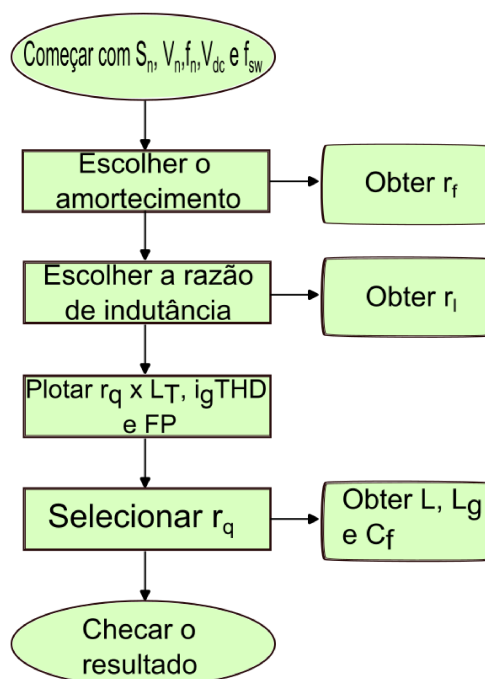 Começar com Sn, Vn,fn,Vdc e fsw
Escolher o
amortecimento
Obter rf
Escolher a razão
de indutância
Obter rl
Plotar rq x LT, igTHD
e FP
Selecionar rq
Obter L, Lg
e Cf
Checar o
resultado